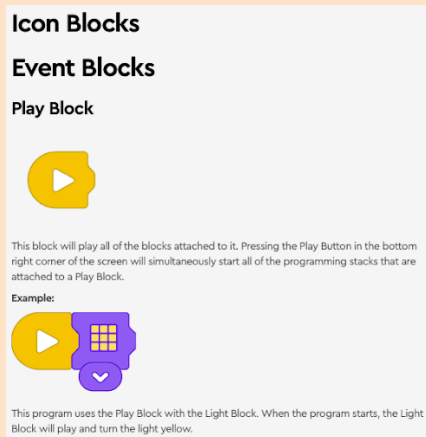 Icon Blocks
Event Blocks
Play Block
This block will play all of the blocks attached to it. Pressing the Play Button in the bottom
right corner of the screen will simultaneously start all of the programming stacks that are
attached to a Play Block.
Example:
This program uses the Play Block with the Light Block. When the program starts, the Light
Block will play and turn the light yellow.